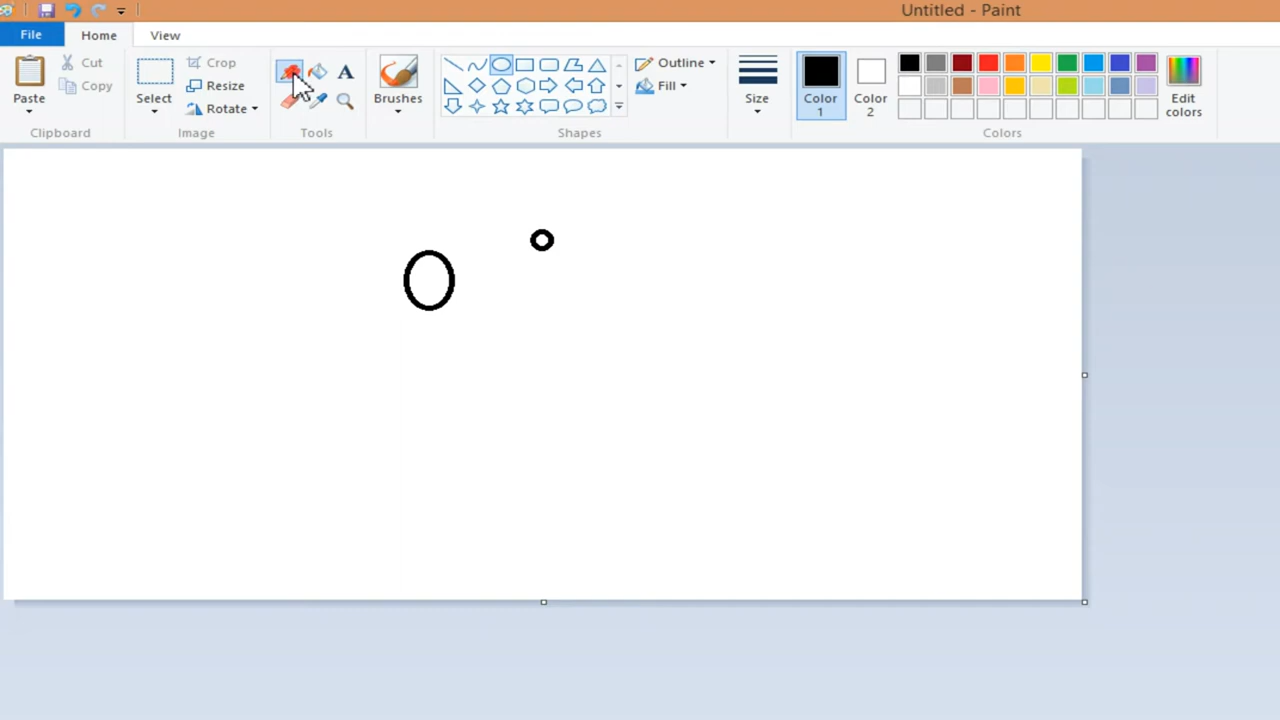 Untitled - Paint
File Home View
Paste
Cut
Copy
Clipboard
Select
Crop
Resize
Rotate
Image
A
Tools
Brushes
Outline
Fill
Shapes
Size
Color 1
Color 2
Edit colors
Colors